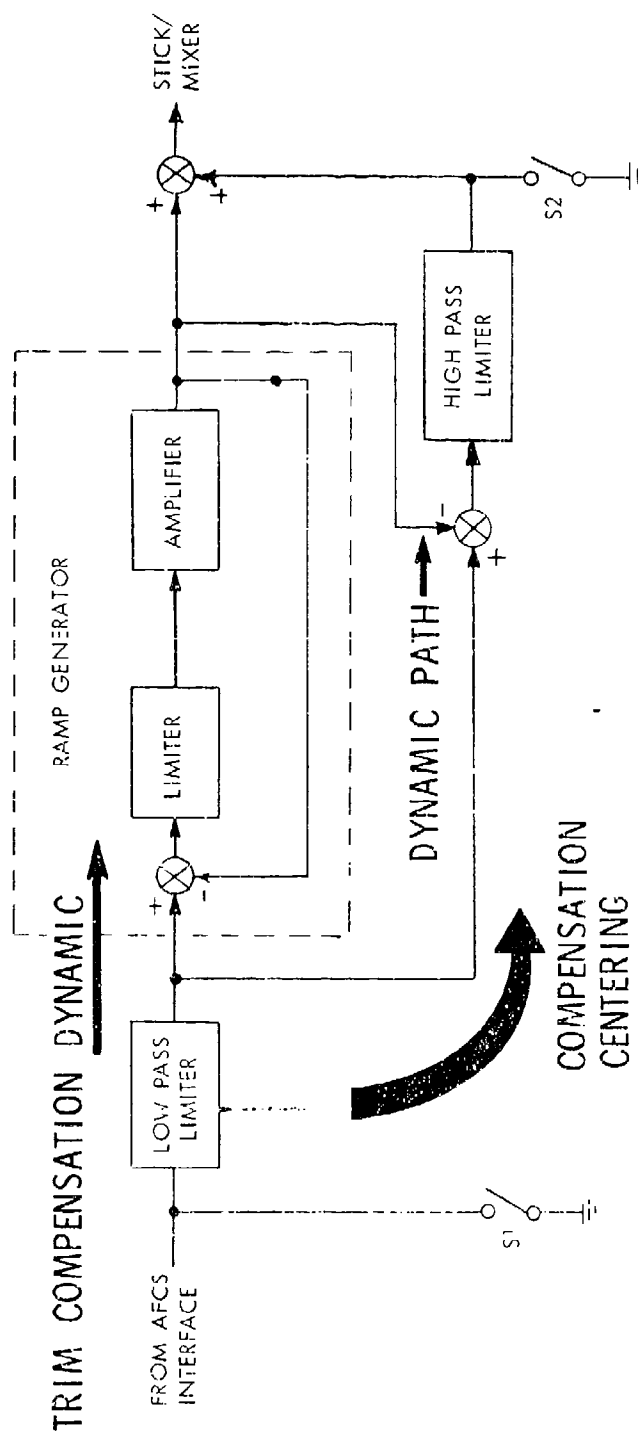 TRIM COMPENSATION DYNAMIC
RAMP GENERATOR
FROM AFCS
INTERFACE
LOW PASS
LIMITER
+
-
LIMITER
AMPLIFIER
+
+
STICK/
MIXER
DYNAMIC PATH
-
+
HIGH PASS
LIMITER
S1
S2
COMPENSATION
CENTERING